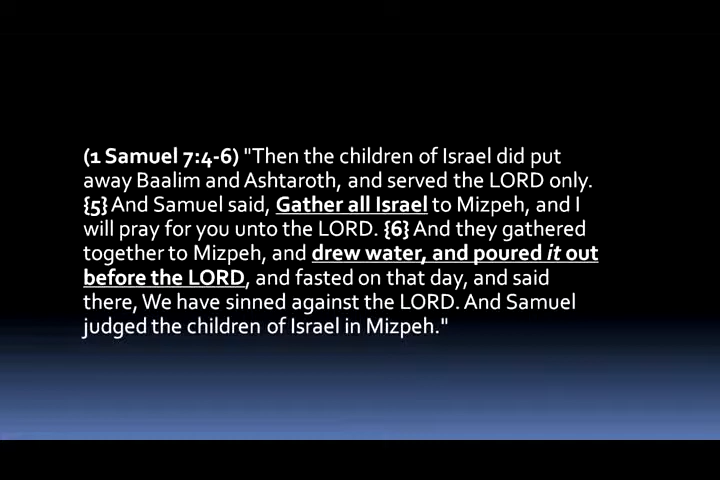 (1 Samuel 7:4-6) "Then the children of Israel did put
away Baalim and Ashtaroth, and served the LORD only.
{5} And Samuel said, Gather all Israel to Mizpeh, and I
will pray for you unto the LORD. {6} And they gathered
together to Mizpeh, and drew water, and poured it out
before the LORD, and fasted on that day, and said
there, We have sinned against the LORD. And Samuel
judged the children of Israel in Mizpeh."